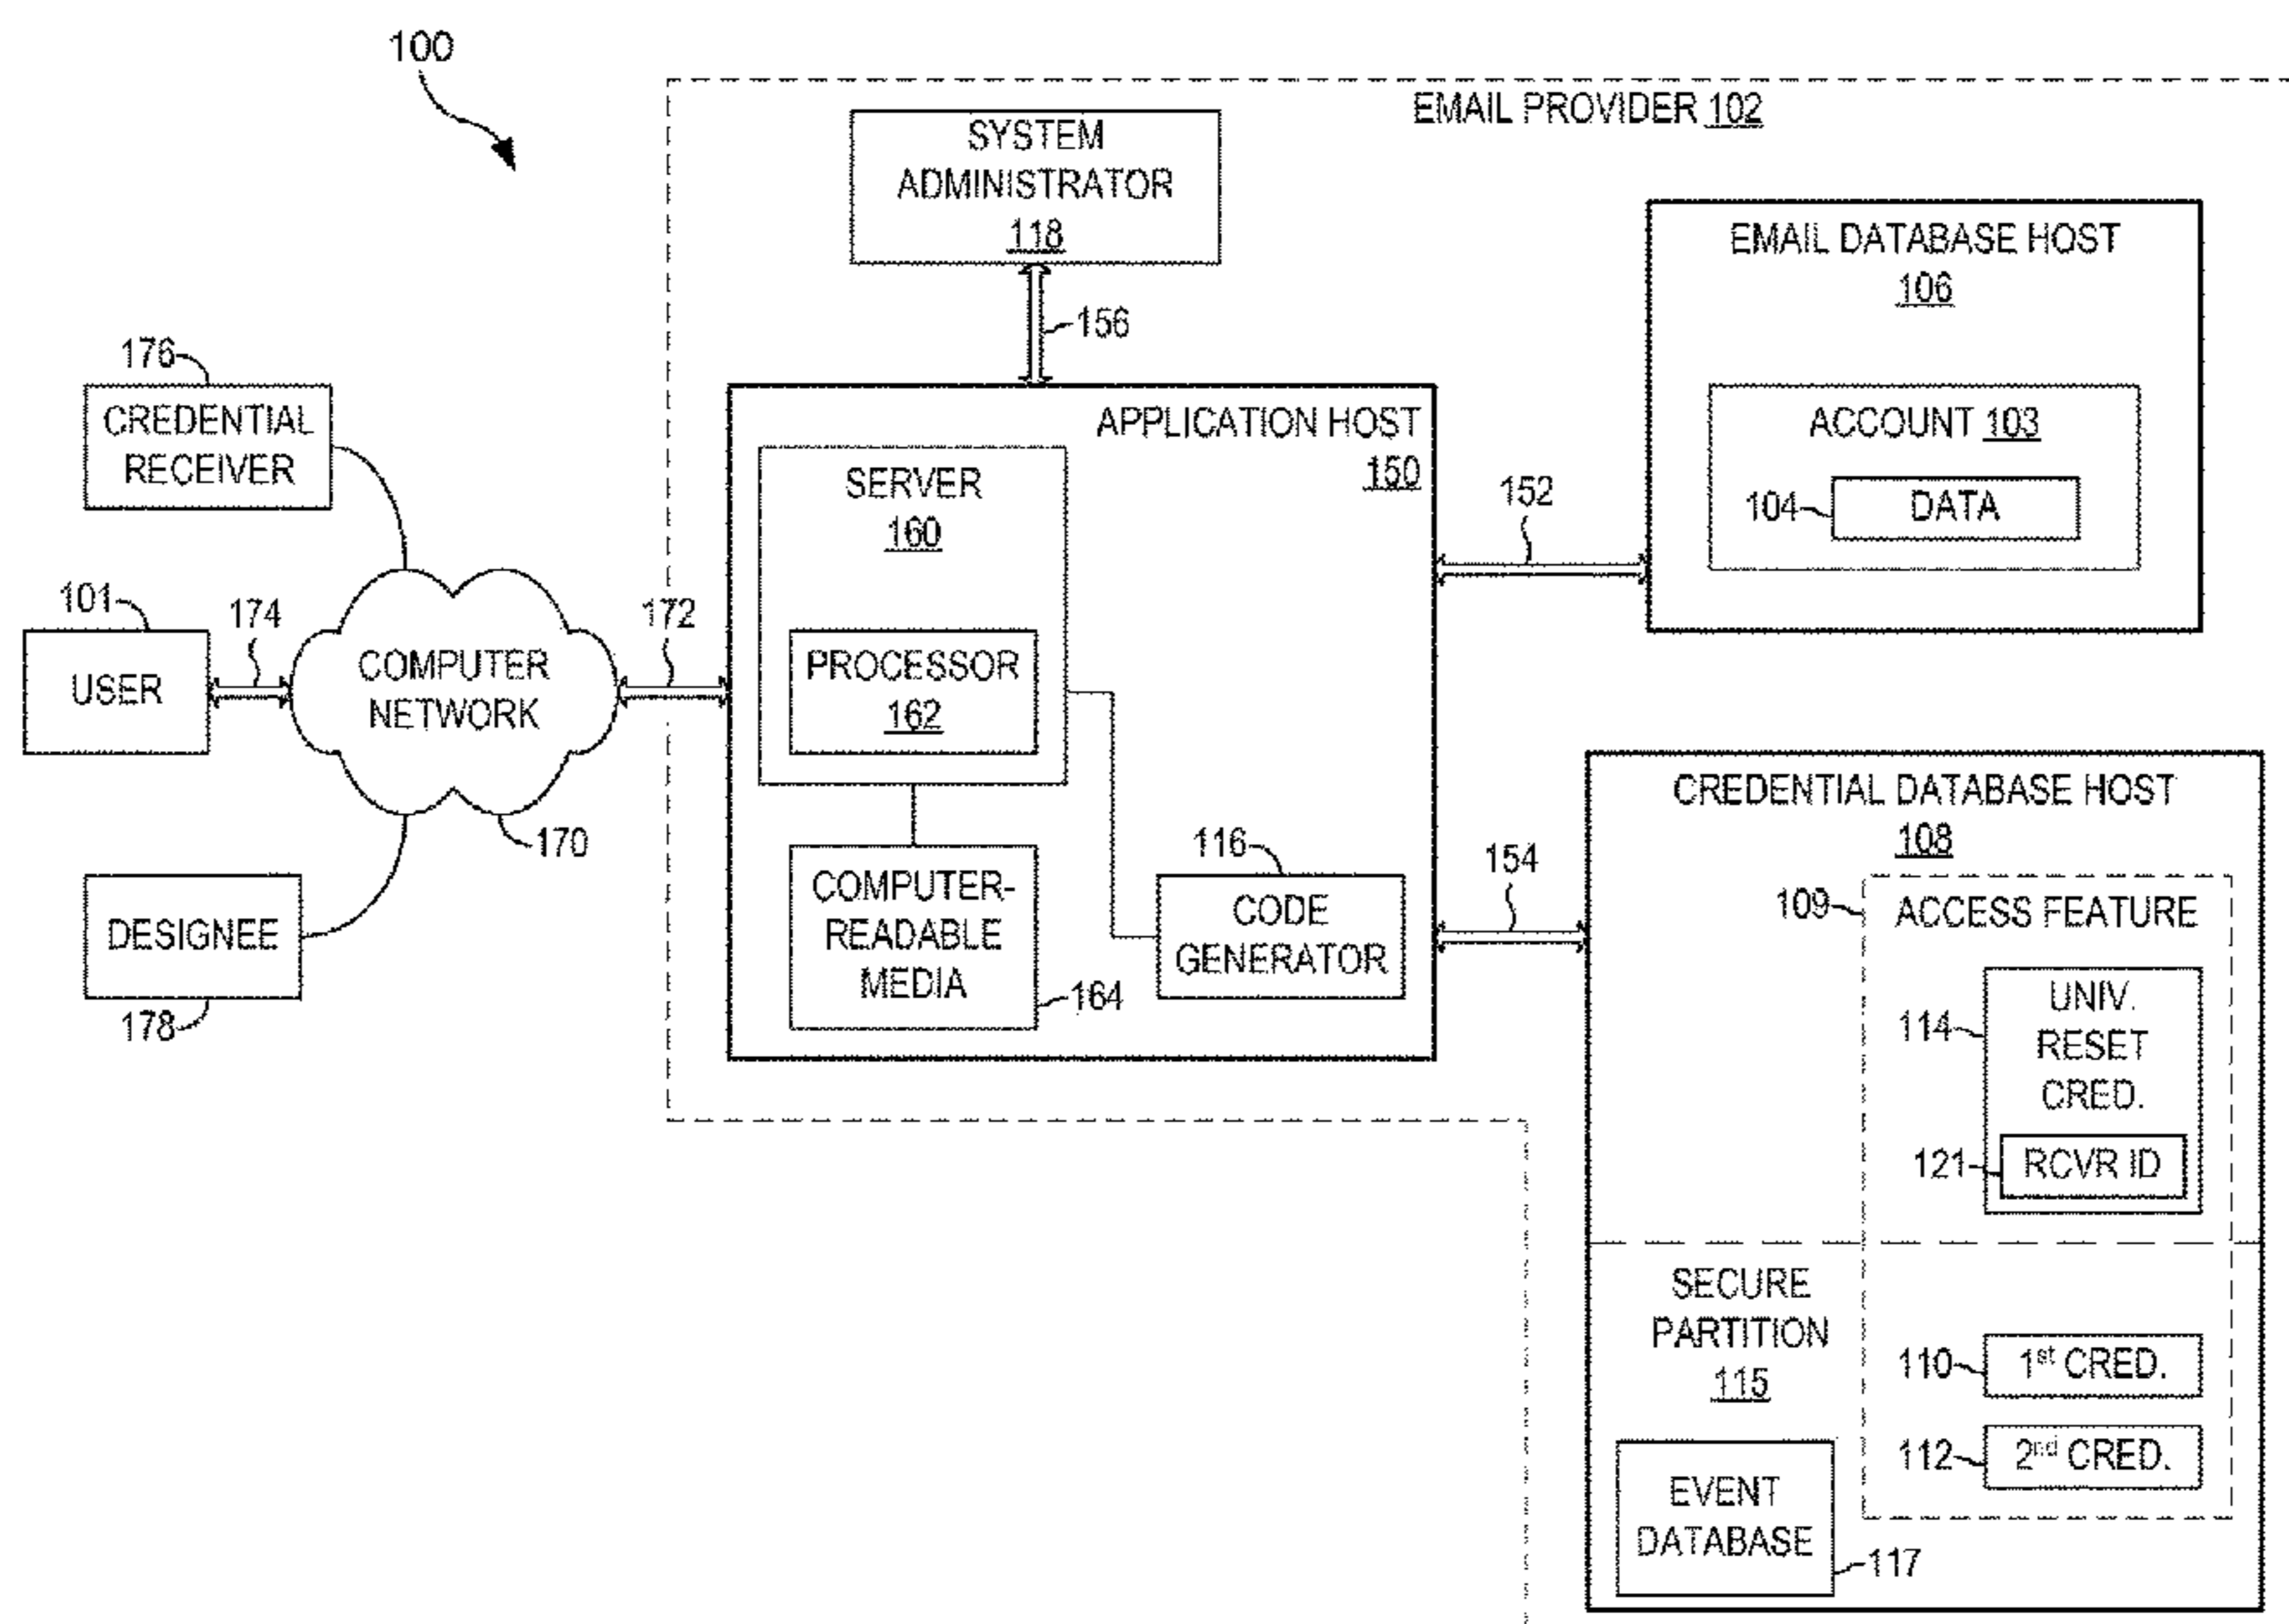 100
EMAIL PROVIDER 102
SYSTEM
ADMINISTRATOR
118
156
EMAIL DATABASE HOST
106
ACCOUNT 103
104
DATA
176
CREDENTIAL
RECEIVER
101
USER
174
COMPUTER
NETWORK
170
172
DESIGNEE
178
APPLICATION HOST
150
SERVER
160
PROCESSOR
162
COMPUTER-
READABLE
MEDIA
164
116
CODE
GENERATOR
152
154
CREDENTIAL DATABASE HOST
108
109
ACCESS FEATURE
114
UNIV.
RESET
CRED.
121
RCVR ID
SECURE
PARTITION
115
110
1st CRED.
112
2nd CRED.
EVENT
DATABASE
117